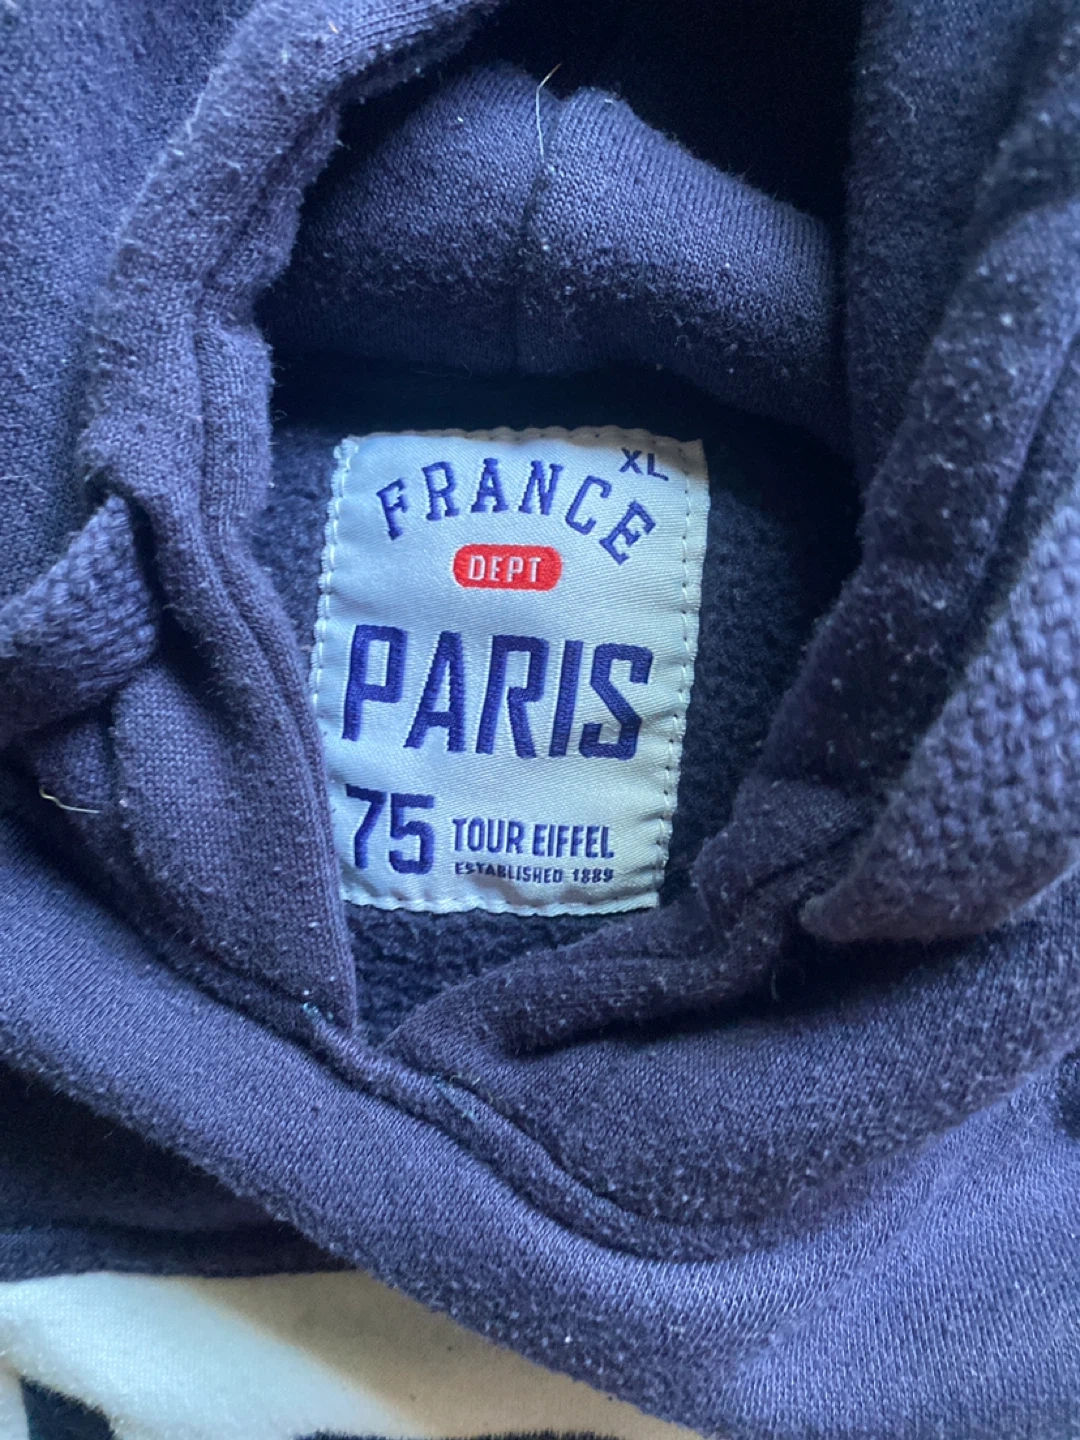 XL
FRANCE
DEPT
PARIS
75 TOUR EIFFEL
ESTABLISHED 1889